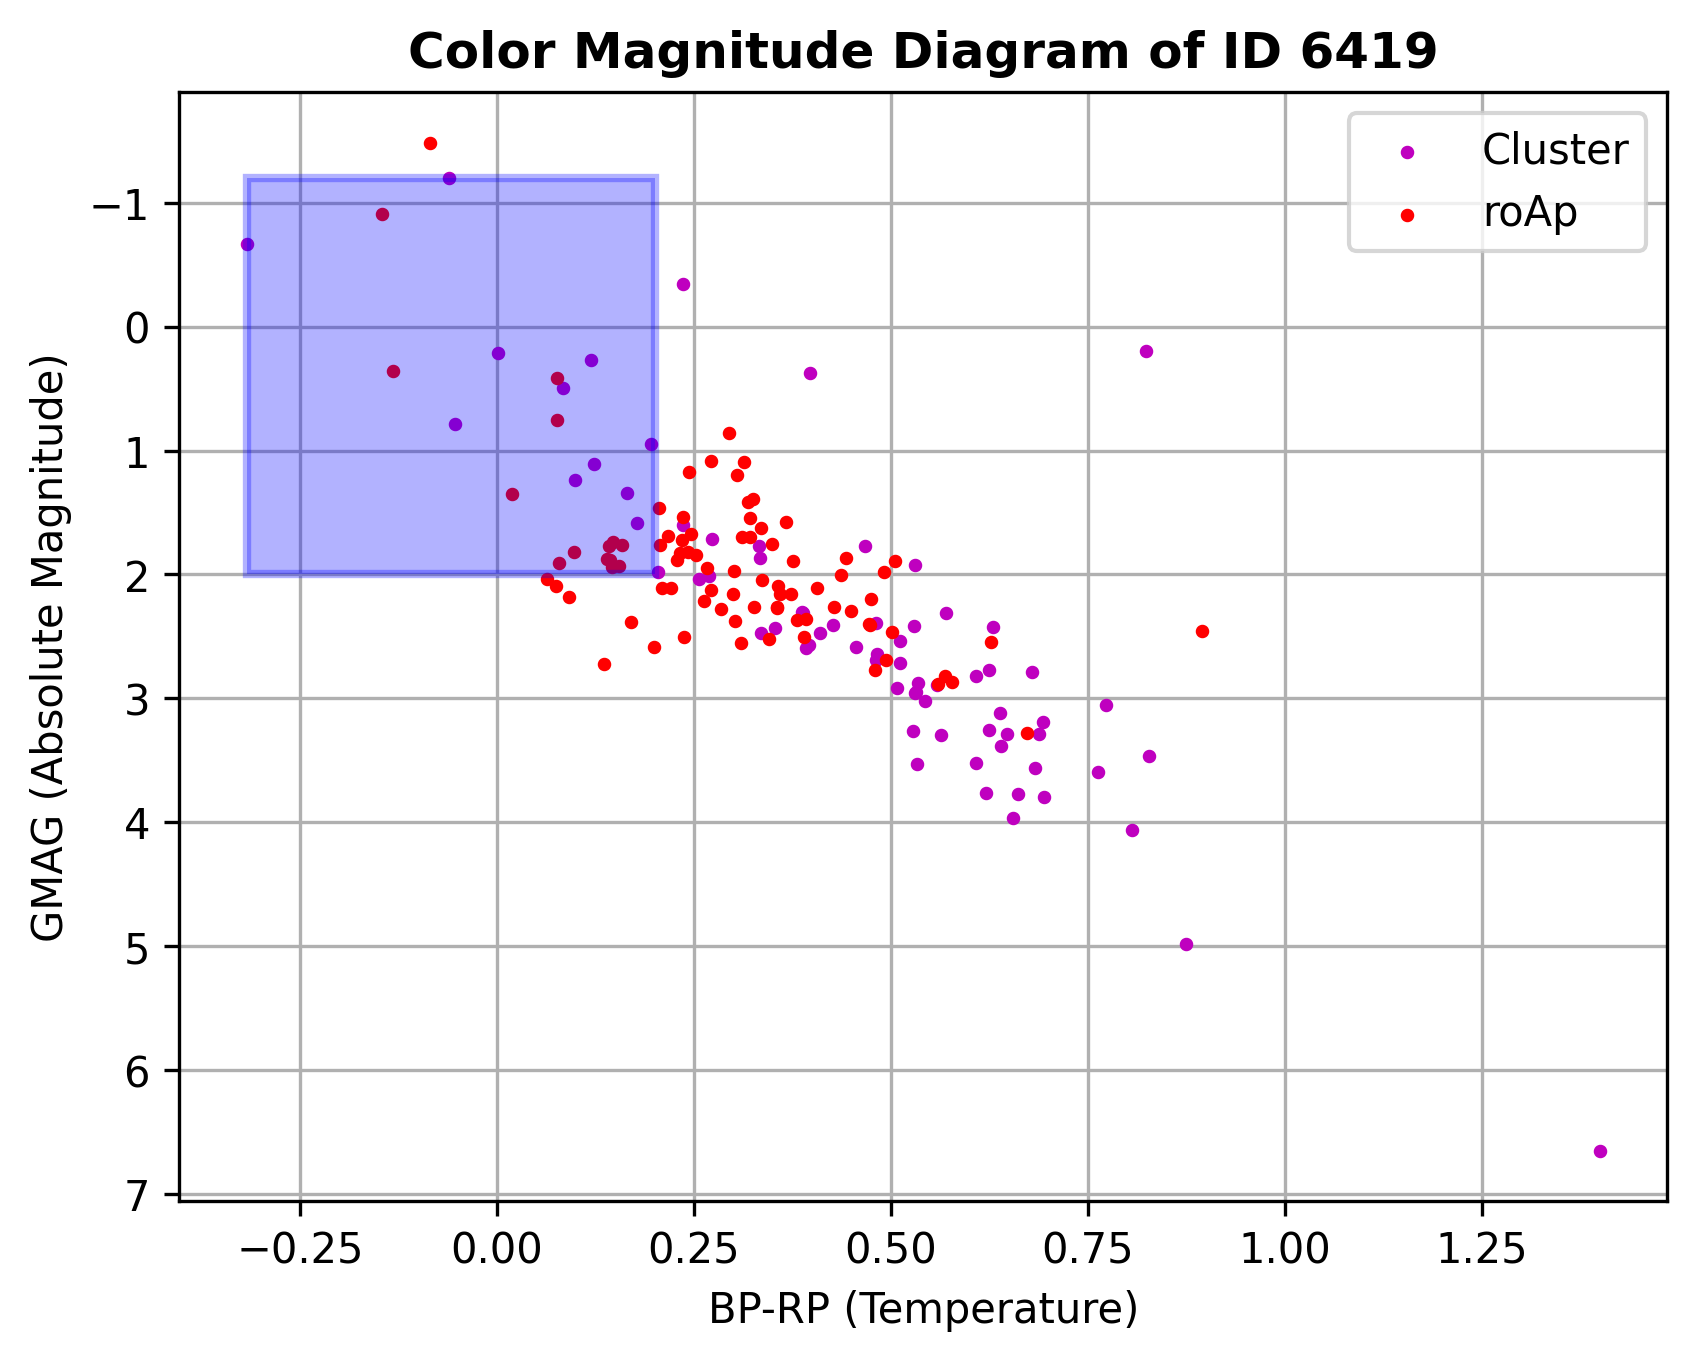 Color Magnitude Diagram of ID 6419
Cluster
roAp
GMAG (Absolute Magnitude)
−1
0
1
2
3
4
5
6
7
−0.25 0.00 0.25 0.50 0.75 1.00 1.25
BP-RP (Temperature)